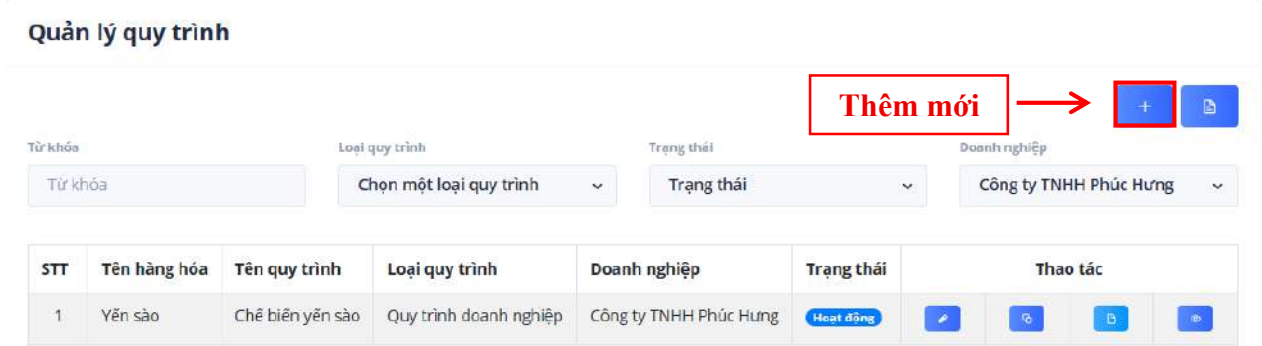 Quản lý quy trình
Thêm mới
+
Từ khóa Loại quy trình Trạng thái Doanh nghiệp
Từ khóa Chọn một loại quy trình Trạng thái Công ty TNHH Phúc Hưng
STT Tên hàng hóa Tên quy trình Loại quy trình Doanh nghiệp Trạng thái Thao tác
1 Yến sào Chế biến yến sào Quy trình doanh nghiệp Công ty TNHH Phúc Hưng Hoạt động